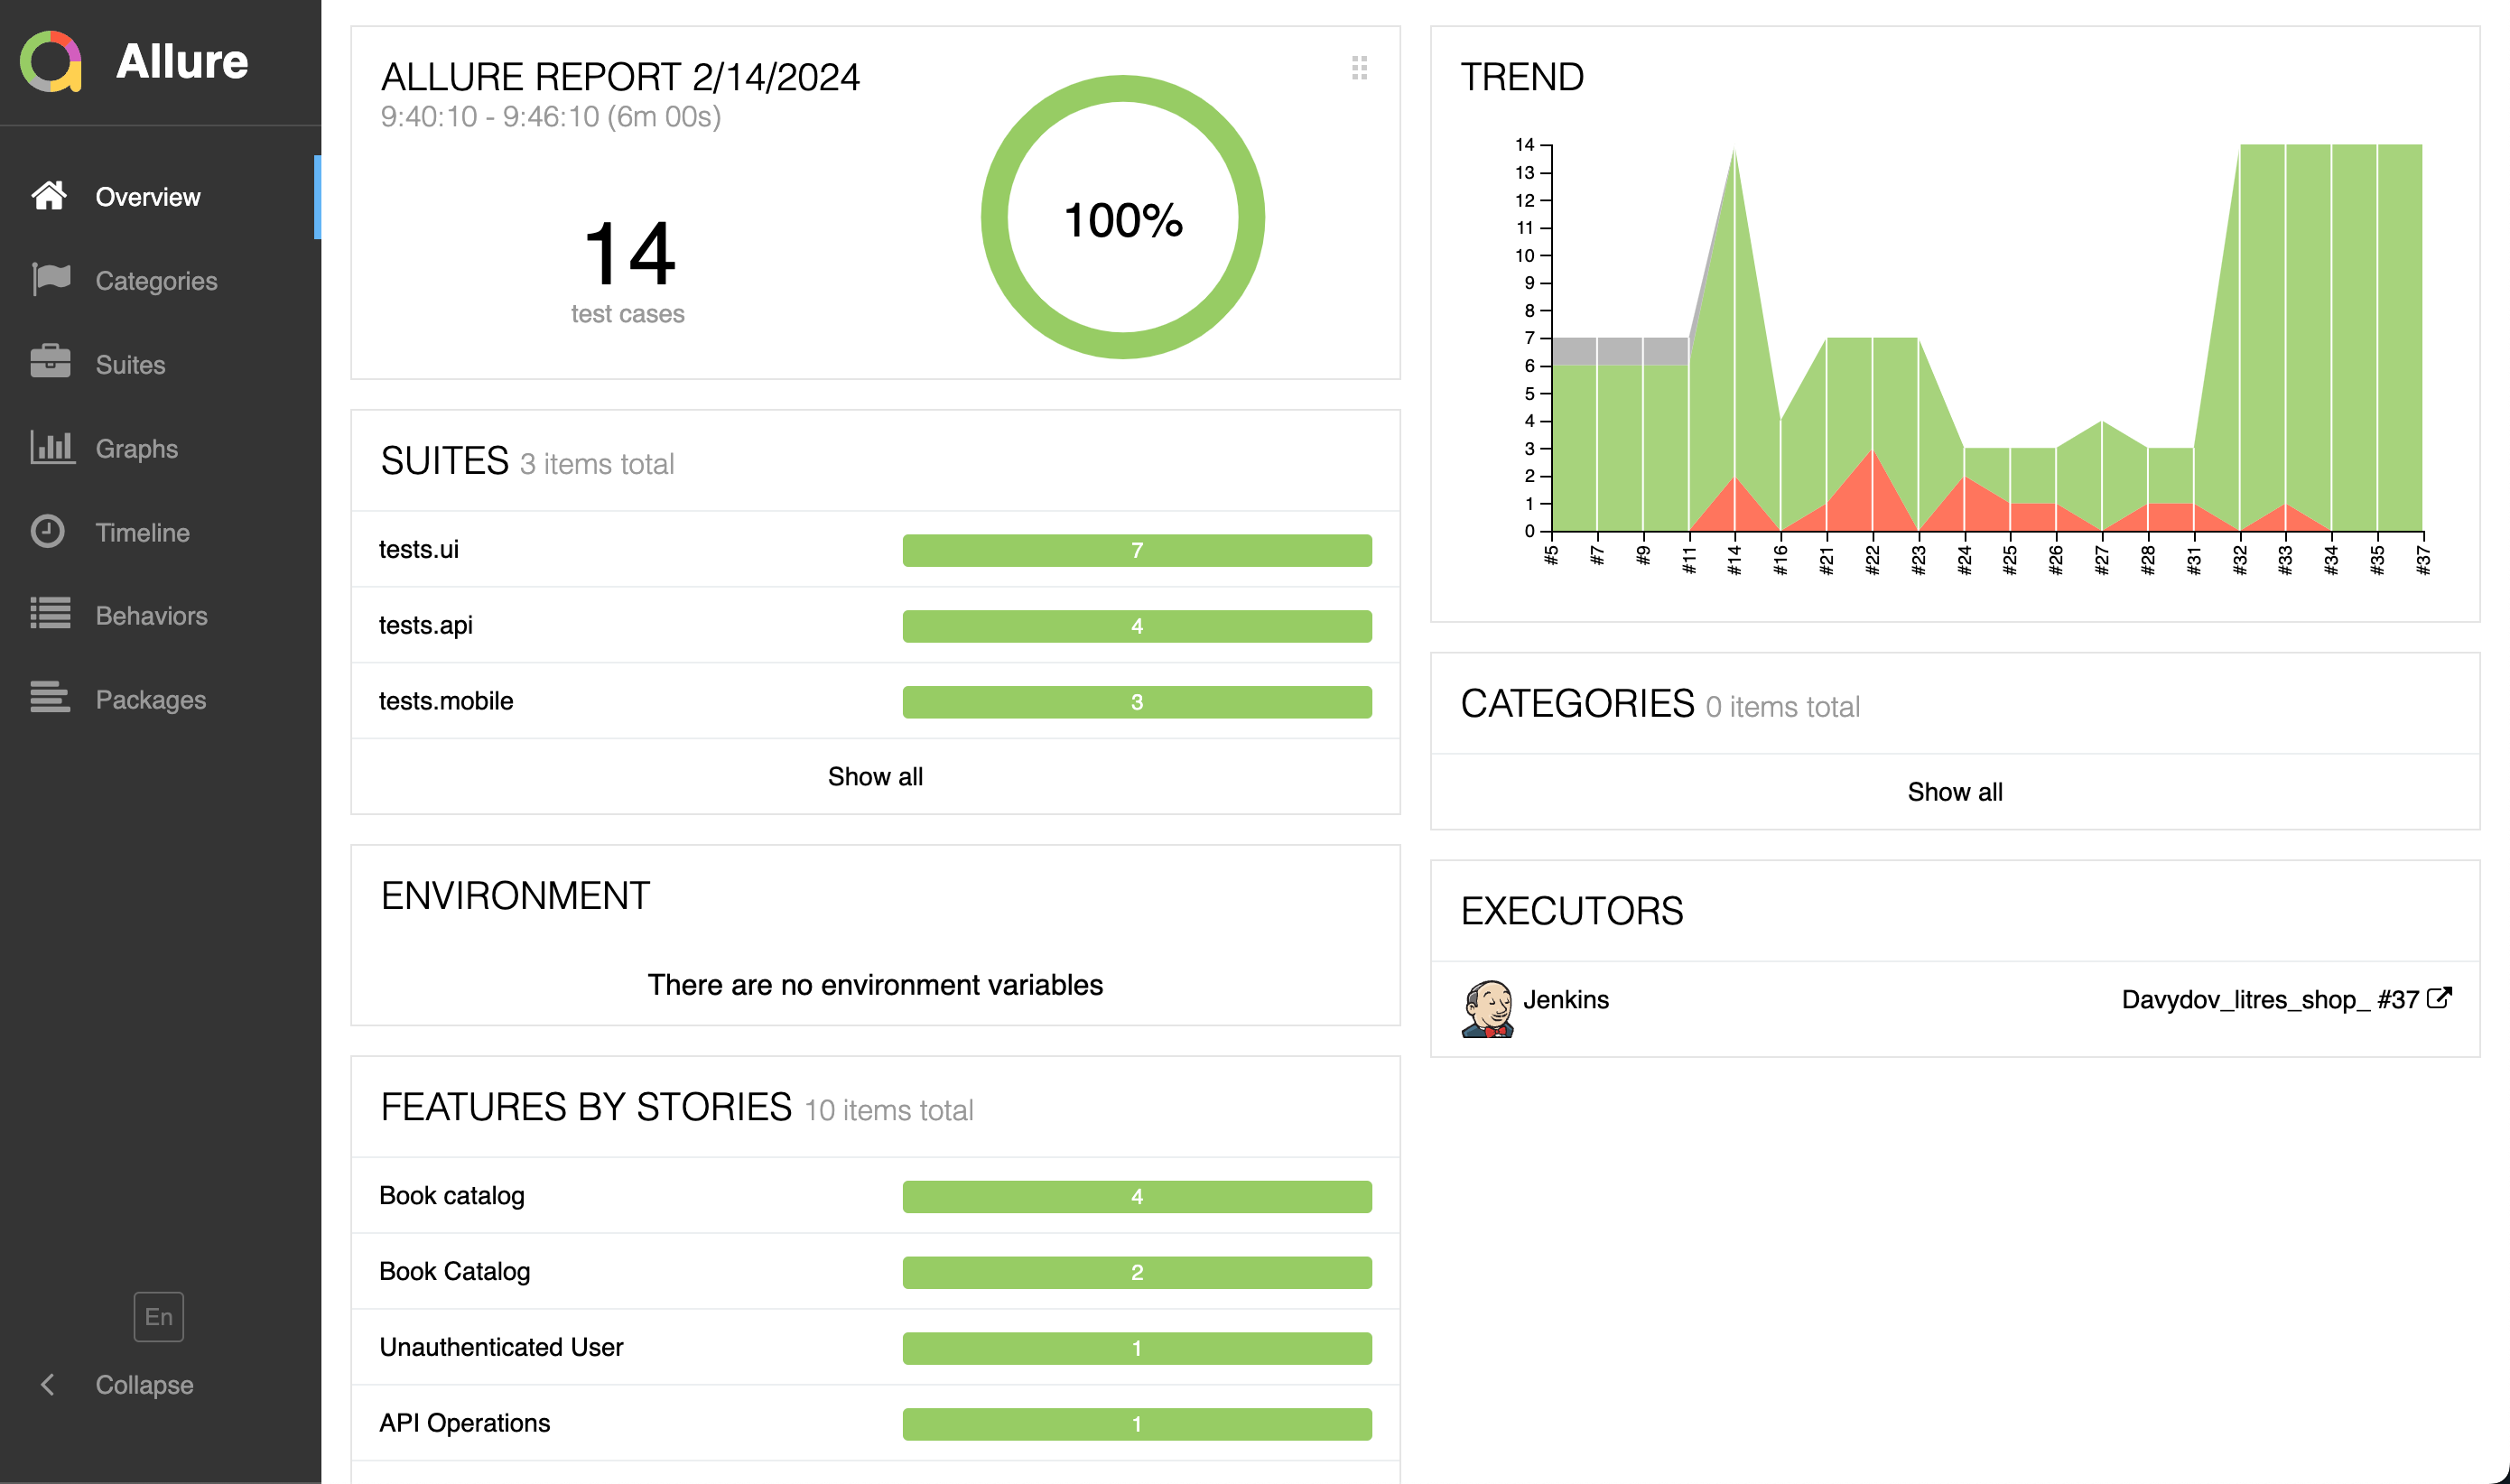 Allure
Overview
Categories
Suites
Graphs
Timeline
Behaviors
Packages
En
Collapse
ALLURE REPORT 2/14/2024
9:40:10 - 9:46:10 (6m 00s)
14
test cases
100%
SUITES 3 items total
tests.ui 7
tests.api 4
tests.mobile 3
Show all
ENVIRONMENT
There are no environment variables
FEATURES BY STORIES 10 items total
Book catalog 4
Book Catalog 2
Unauthenticated User 1
API Operations 1
TREND
14
13
12
11
10
9
8
7
6
5
4
3
2
1
0
#5 #7 #9 #11 #14 #16 #21 #22 #23 #24 #25 #26 #27 #28 #31 #32 #33 #34 #35 #37
CATEGORIES 0 items total
Show all
EXECUTORS
Jenkins Davydov_litres_shop_ #37